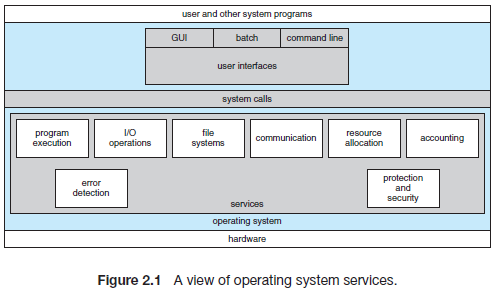 user and other system programs
GUI
batch
command line
user interfaces
system calls
program
execution
I/O
operations
file
systems
communication
resource
allocation
accounting
error
detection
protection
and
security
services
operating system
hardware
Figure 2.1 A view of operating system services.